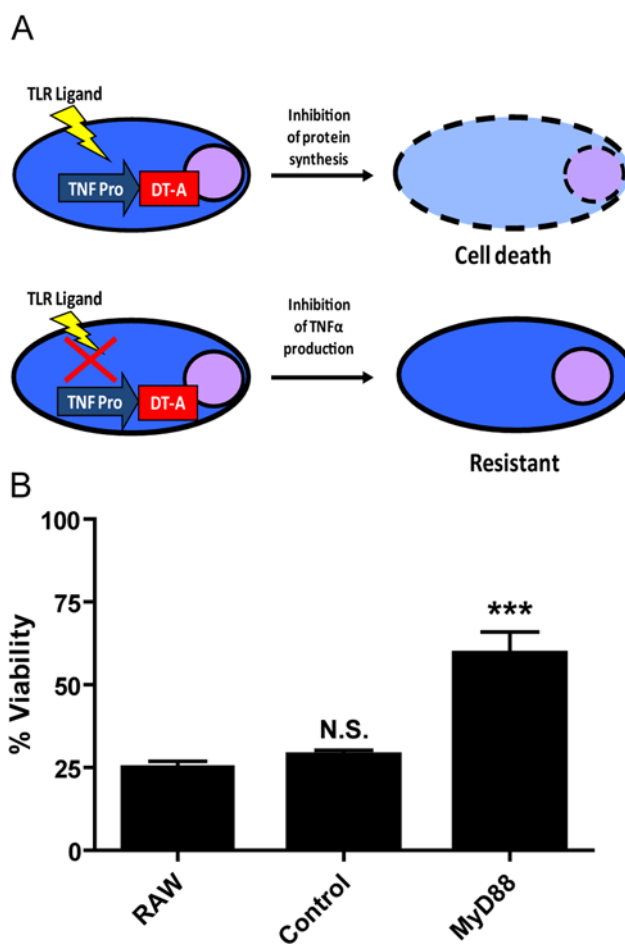 A
TLR Ligand
TNF Pro
DT-A
Inhibition
of protein
synthesis
Cell death
TLR Ligand
TNF Pro
DT-A
Inhibition
of TNFα
production
Resistant
B
% Viability
100
75
50
25
0
N.S.
***
RAW
Control
MyD88